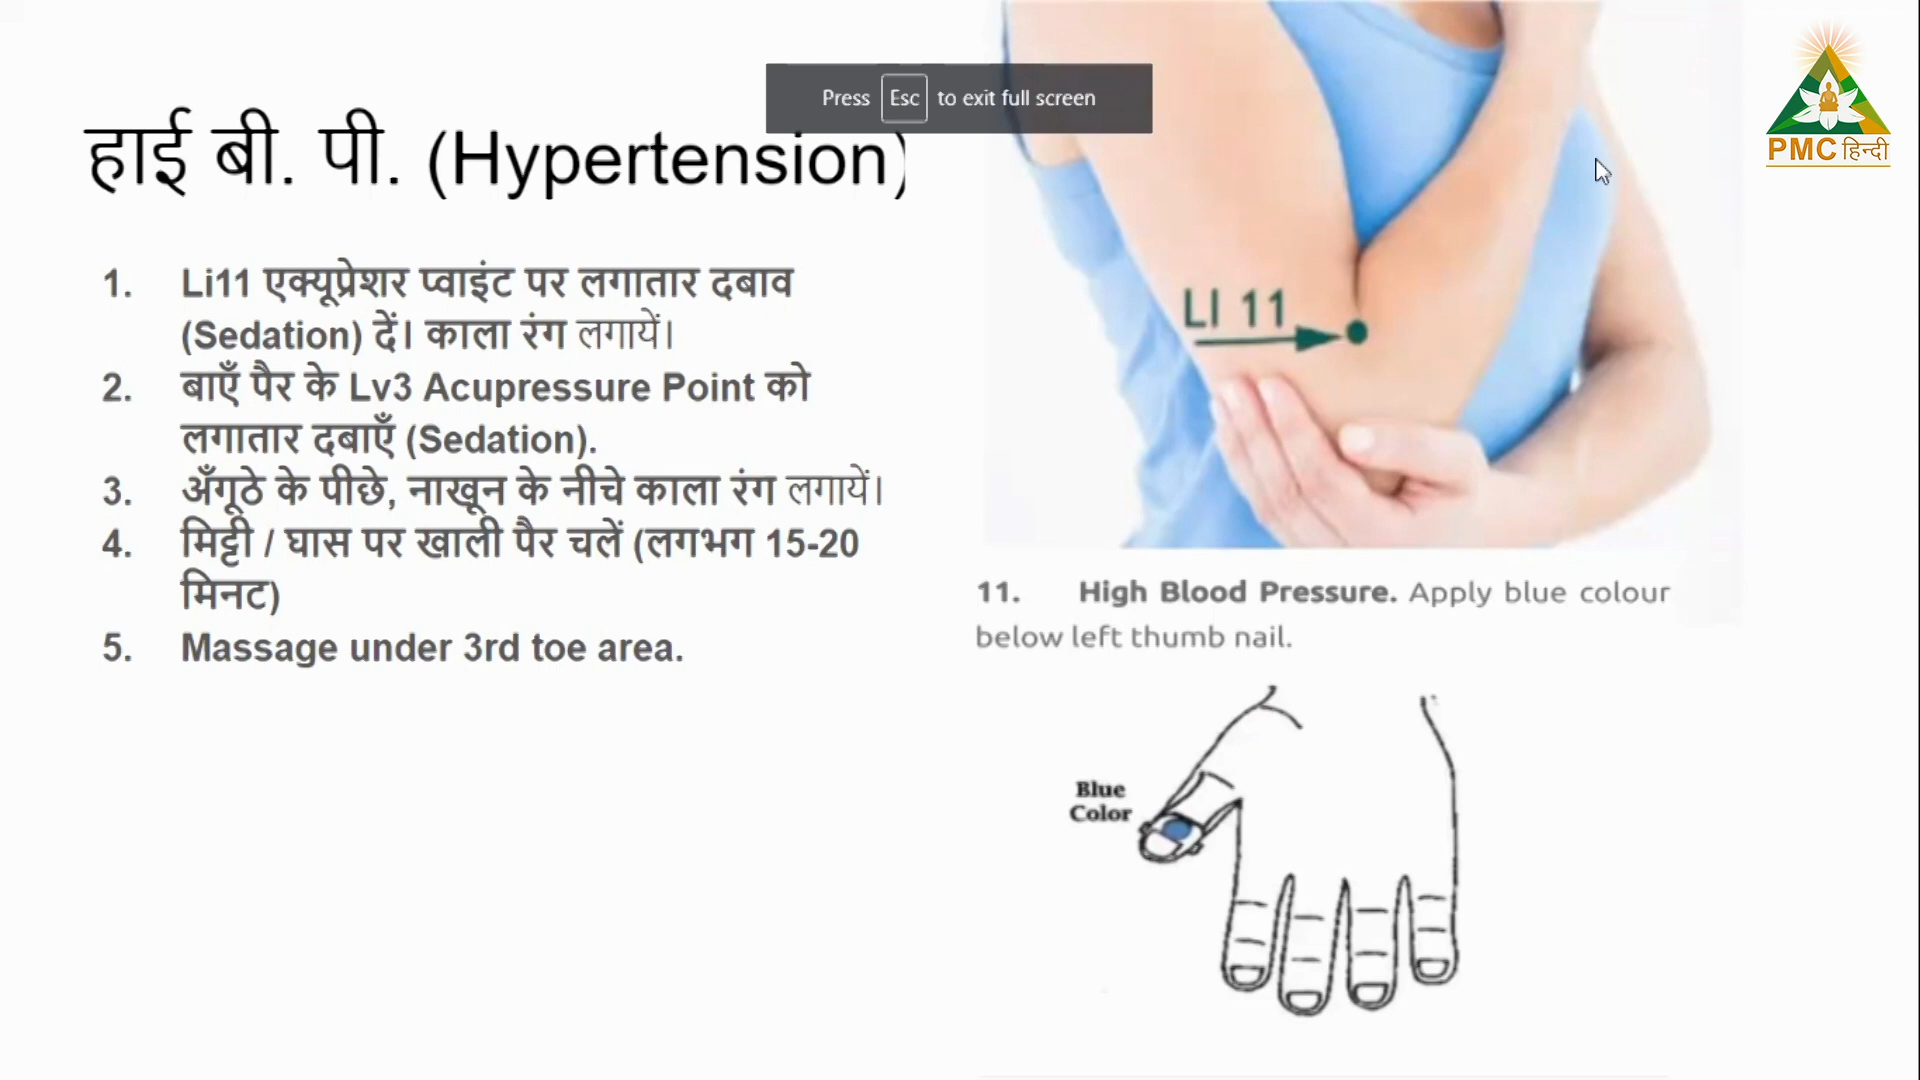 Press Esc to exit full screen
PMC हिन्दी
हाई बी. पी. (Hypertension)
1. Li11 एक्यूप्रेशर प्वाइंट पर लगातार दबाव
(Sedation) दें। काला रंग लगायें।
2. बाएँ पैर के Lv3 Acupressure Point को
लगातार दबाएँ (Sedation).
3. अँगूठे के पीछे, नाखून के नीचे काला रंग लगायें।
4. मिट्टी / घास पर खाली पैर चलें (लगभग 15-20
मिनट)
5. Massage under 3rd toe area.
LI 11
11. High Blood Pressure. Apply blue colour
below left thumb nail.
Blue
Color